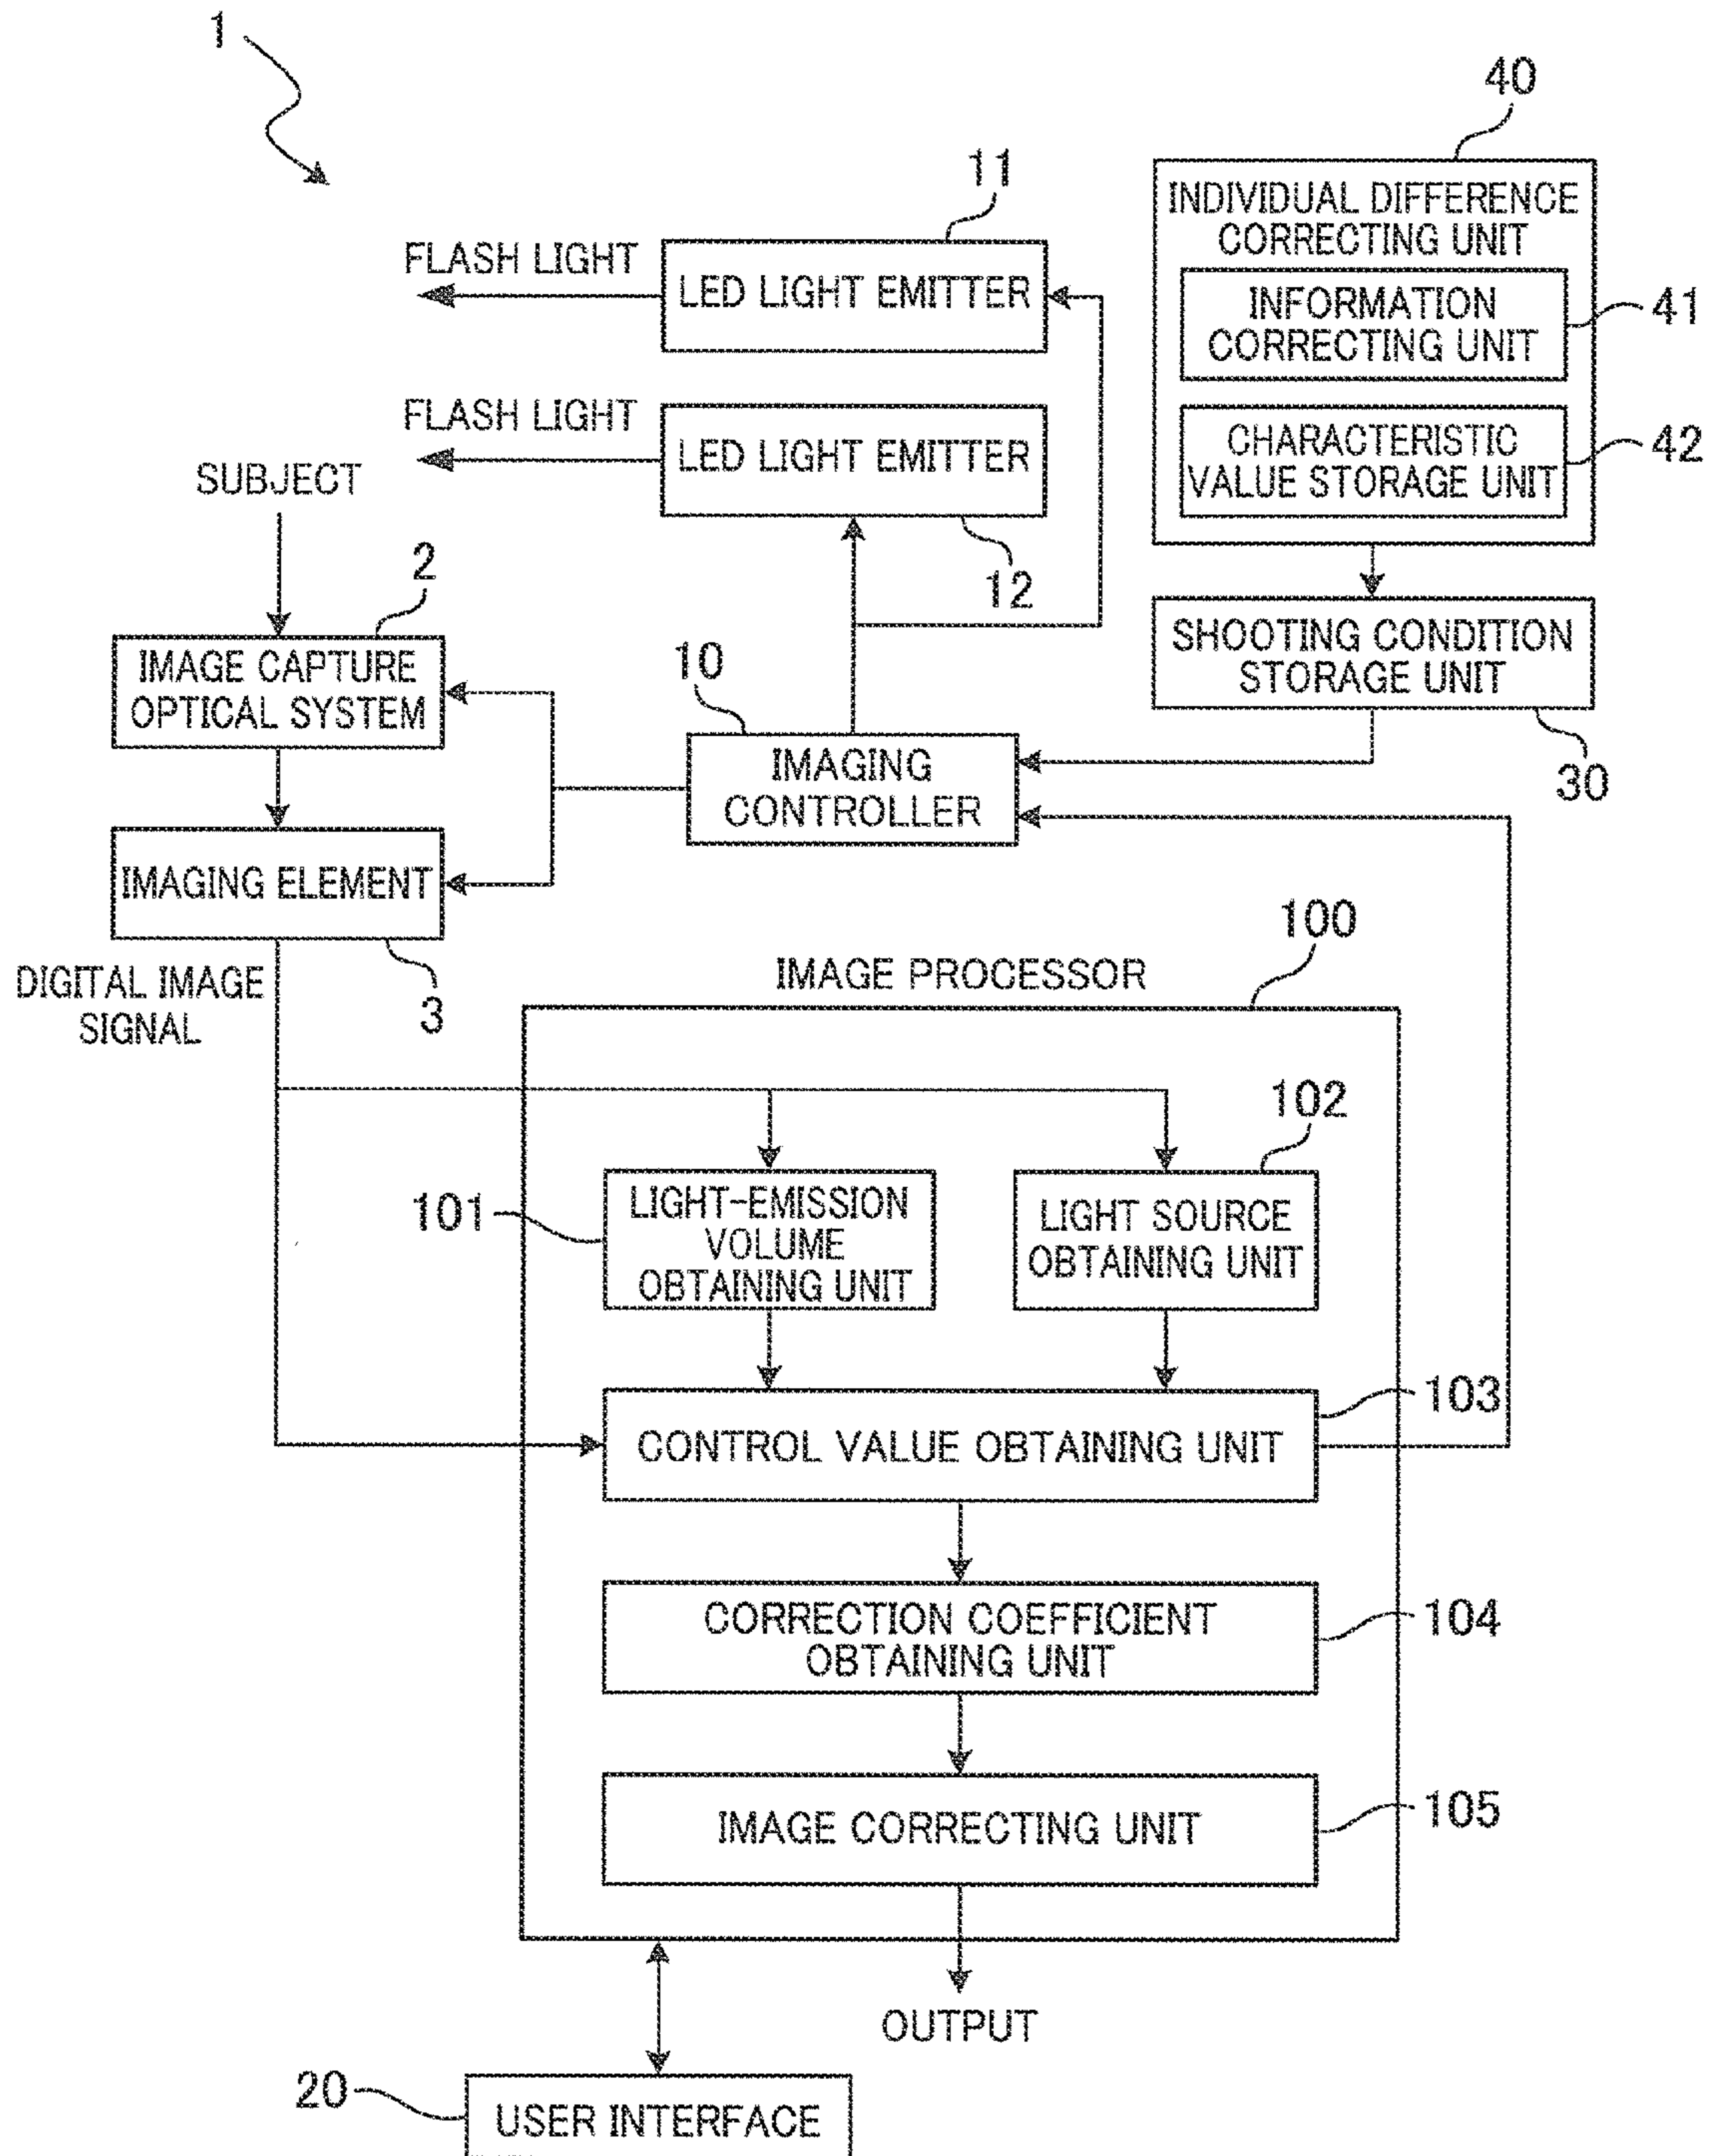 1
40
11
INDIVIDUAL DIFFERENCE
CORRECTING UNIT
FLASH LIGHT
LED LIGHT EMITTER
INFORMATION
CORRECTING UNIT
41
FLASH LIGHT
LED LIGHT EMITTER
CHARACTERISTIC
VALUE STORAGE UNIT
42
SUBJECT
2
12
IMAGE CAPTURE
OPTICAL SYSTEM
10
SHOOTING CONDITION
STORAGE UNIT
IMAGING
CONTROLLER
30
IMAGING ELEMENT
100
DIGITAL IMAGE
SIGNAL
3
IMAGE PROCESSOR
102
101
LIGHT-EMISSION
VOLUME
OBTAINING UNIT
LIGHT SOURCE
OBTAINING UNIT
103
CONTROL VALUE OBTAINING UNIT
CORRECTION COEFFICIENT
OBTAINING UNIT
104
IMAGE CORRECTING UNIT
105
OUTPUT
20
USER INTERFACE